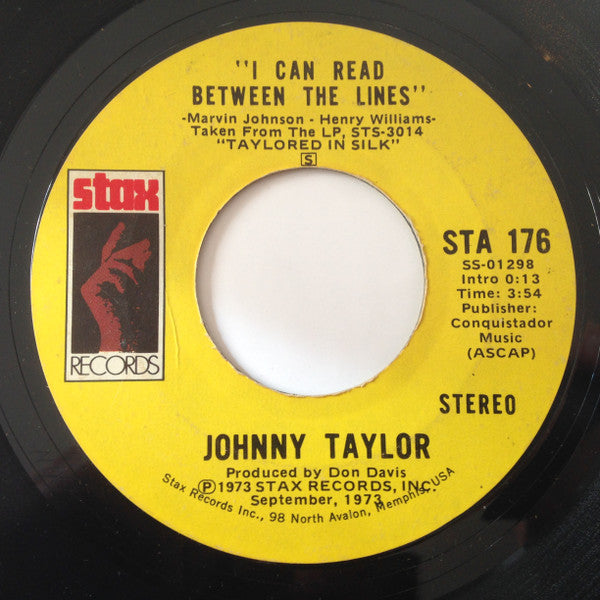 "I CAN READ
BETWEEN THE LINES"
-Marvin Johnson - Henry Williams-
Taken From The LP, STS-3014
"TAYLORED IN SILK"
S
stax
RECORDS
STA 176
SS-01298
Intro 0:13
Time: 3:54
Publisher:
Conquistador
Music
(ASCAP)
STEREO
JOHNNY TAYLOR
Produced by Don Davis
Ⓟ1973 STAX RECORDS, INC.
September, 1973
Stax Records Inc., 98 North Avalon, Memphis, USA